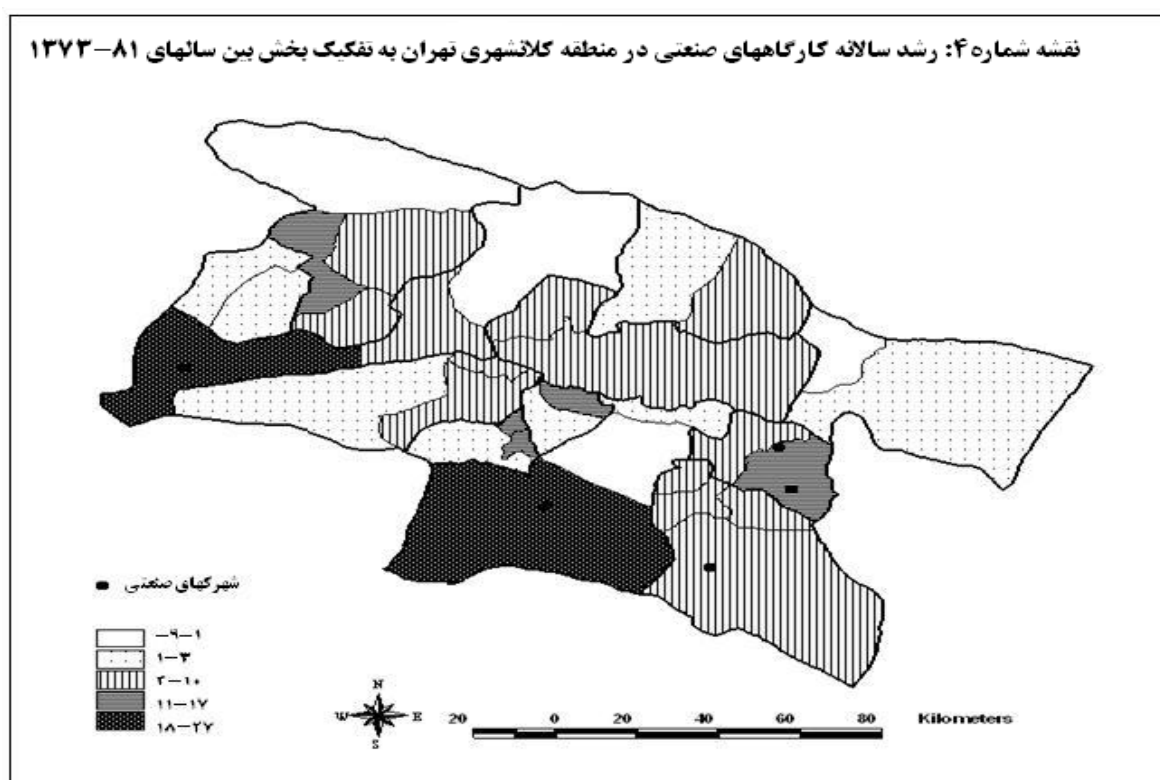 نقشه شماره ۴: رشد سالانه کارگاههای صنعتی در منطقه کلانشهری تهران به تفکیک بخش بین سالهای ۸۱-۱۳۷۳
شهرکهای صنعتی
-۹-۱
۱-۳
۳-۱۰
۱۱-۱۷
۱۸-۲۷
N
W E
S
20 0 20 40 60 80 Kilometers